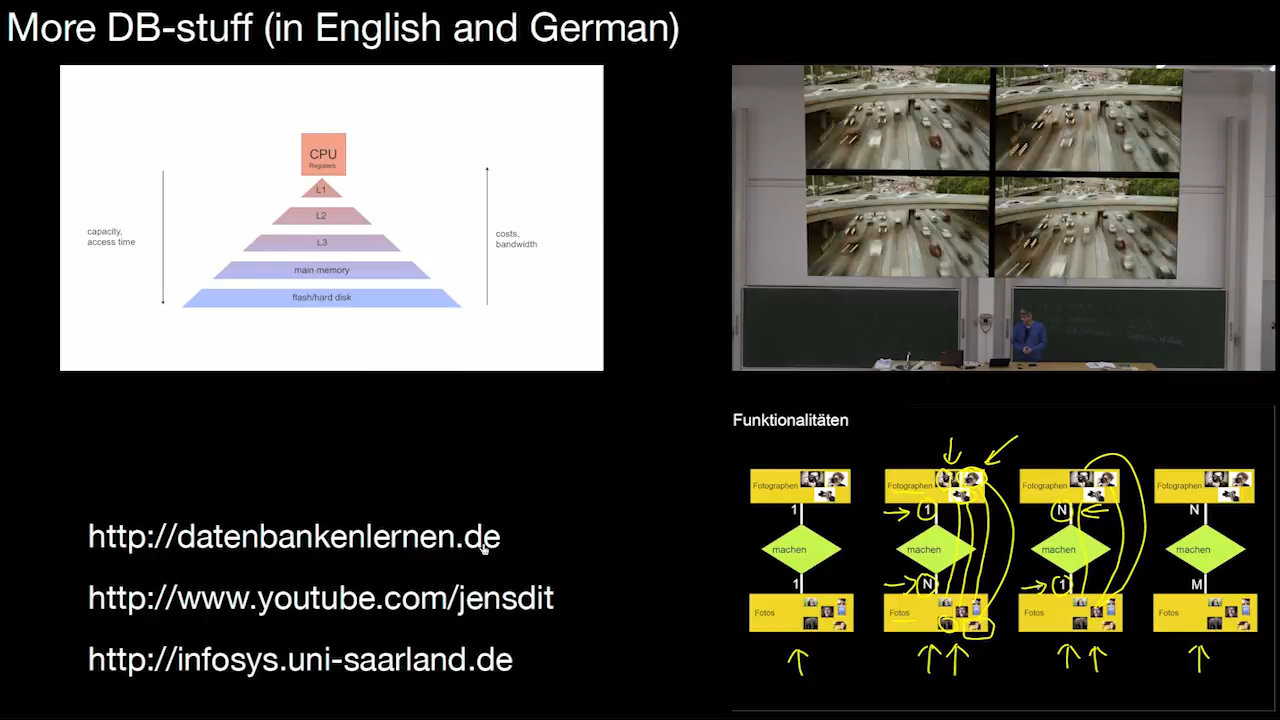 More DB-stuff (in English and German)
CPU
Registers
L1
L2
L3
main memory
flash/hard disk
capacity,
access time
costs,
bandwidth
Funktionalitäten
Fotographen Fotographen Fotographen Fotographen
1 1 N N
machen machen machen machen
1 N 1 M
Fotos Fotos Fotos Fotos
http://datenbankenlernen.de
http://www.youtube.com/jensdit
http://infosys.uni-saarland.de